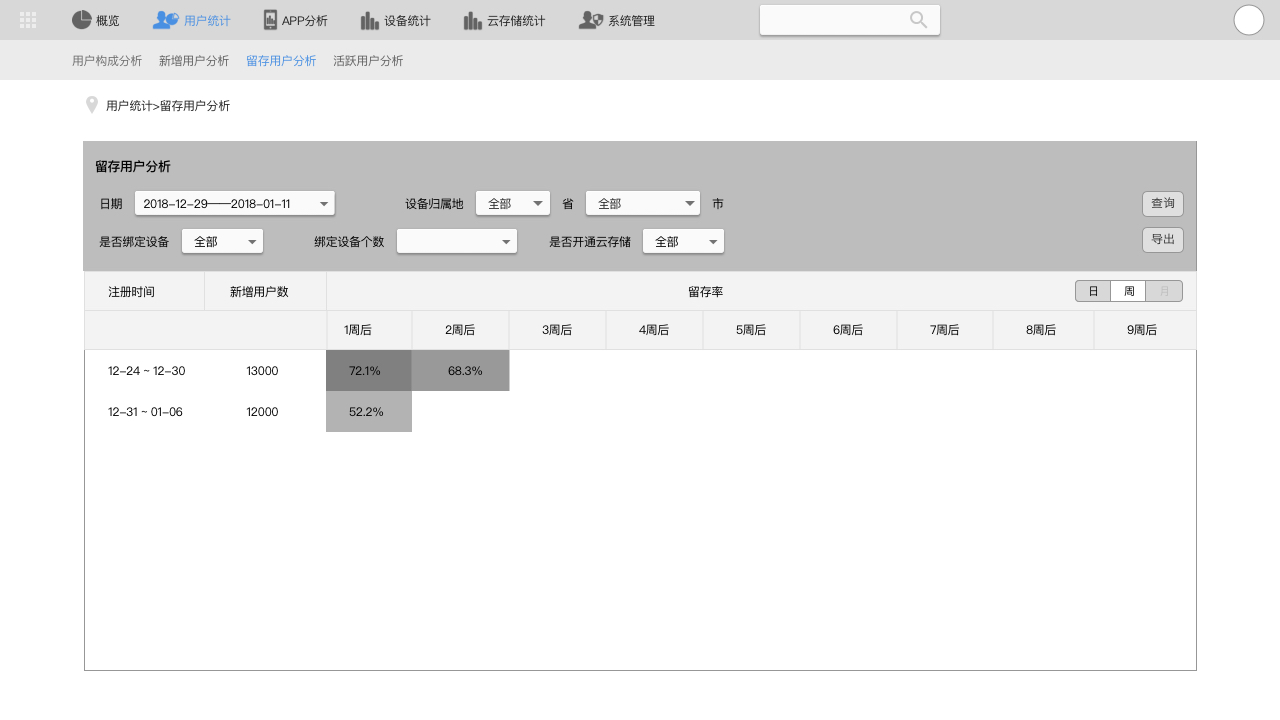 概览 用户统计 APP分析 设备统计 云存储统计 系统管理
用户构成分析 新增用户分析 留存用户分析 活跃用户分析
用户统计>留存用户分析
留存用户分析
日期 2018-12-29——2018-01-11 设备归属地 全部 省 全部 市 查询
是否绑定设备 全部 绑定设备个数 是否开通云存储 全部 导出
注册时间 新增用户数 留存率 日 周 月
1周后 2周后 3周后 4周后 5周后 6周后 7周后 8周后 9周后
12-24 ~ 12-30 13000 72.1% 68.3%
12-31 ~ 01-06 12000 52.2%